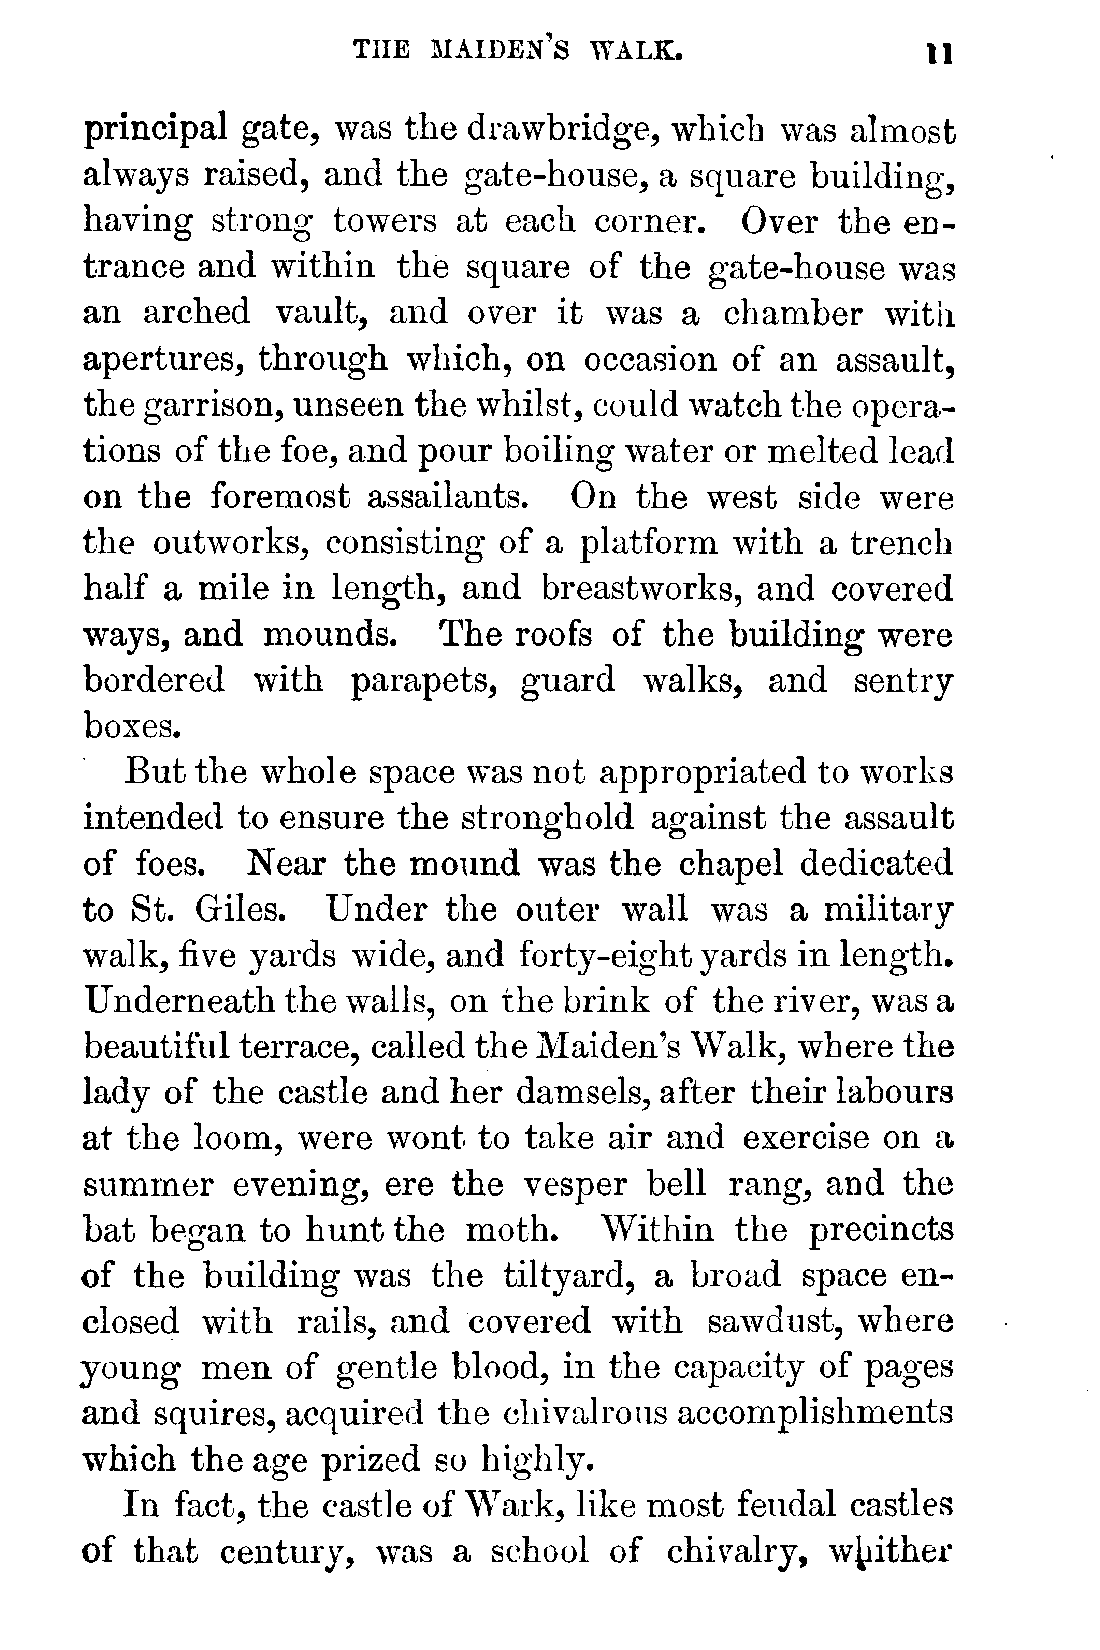 THE MAIDEN'S WALK. 11
principal gate, was the drawbridge, which was almost
always raised, and the gate-house, a square building,
having strong towers at each corner. Over the en-
trance and within the square of the gate-house was
an arched vault, and over it was a chamber with
apertures, through which, on occasion of an assault,
the garrison, unseen the whilst, could watch the opera-
tions of the foe, and pour boiling water or melted lead
on the foremost assailants. On the west side were
the outworks, consisting of a platform with a trench
half a mile in length, and breastworks, and covered
ways, and mounds. The roofs of the building were
bordered with parapets, guard walks, and sentry
boxes.
But the whole space was not appropriated to works
intended to ensure the stronghold against the assault
of foes. Near the mound was the chapel dedicated
to St. Giles. Under the outer wall was a military
walk, five yards wide, and forty-eight yards in length.
Underneath the walls, on the brink of the river, was a
beautiful terrace, called the Maiden's Walk, where the
lady of the castle and her damsels, after their labours
at the loom, were wont to take air and exercise on a
summer evening, ere the vesper bell rang, and the
bat began to hunt the moth. Within the precincts
of the building was the tiltyard, a broad space en-
closed with rails, and covered with sawdust, where
young men of gentle blood, in the capacity of pages
and squires, acquired the chivalrous accomplishments
which the age prized so highly.
In fact, the castle of Wark, like most feudal castles
of that century, was a school of chivalry, whither